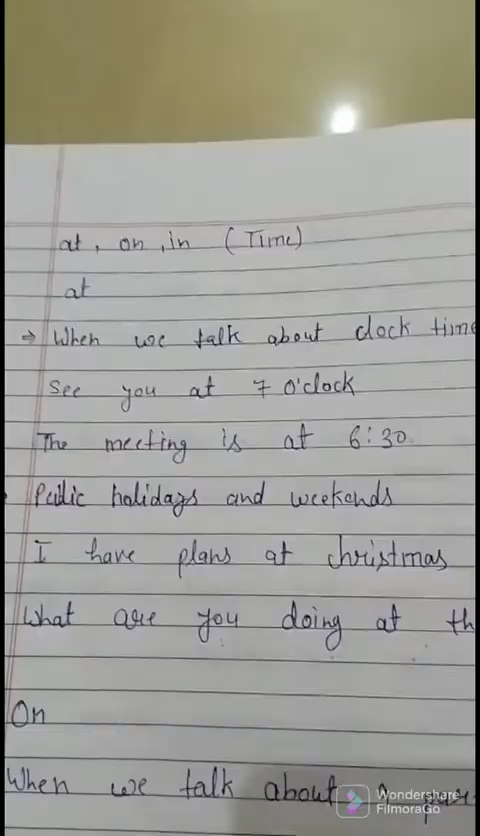 at, on, in (Time)
at
→ When we talk about clock time
See you at 7 O'clock
The meeting is at 6:30
Public holidays and weekends
I have plans at christmas
What are you doing at th
On
When we talk about a
Wondershare
FilmoraGo